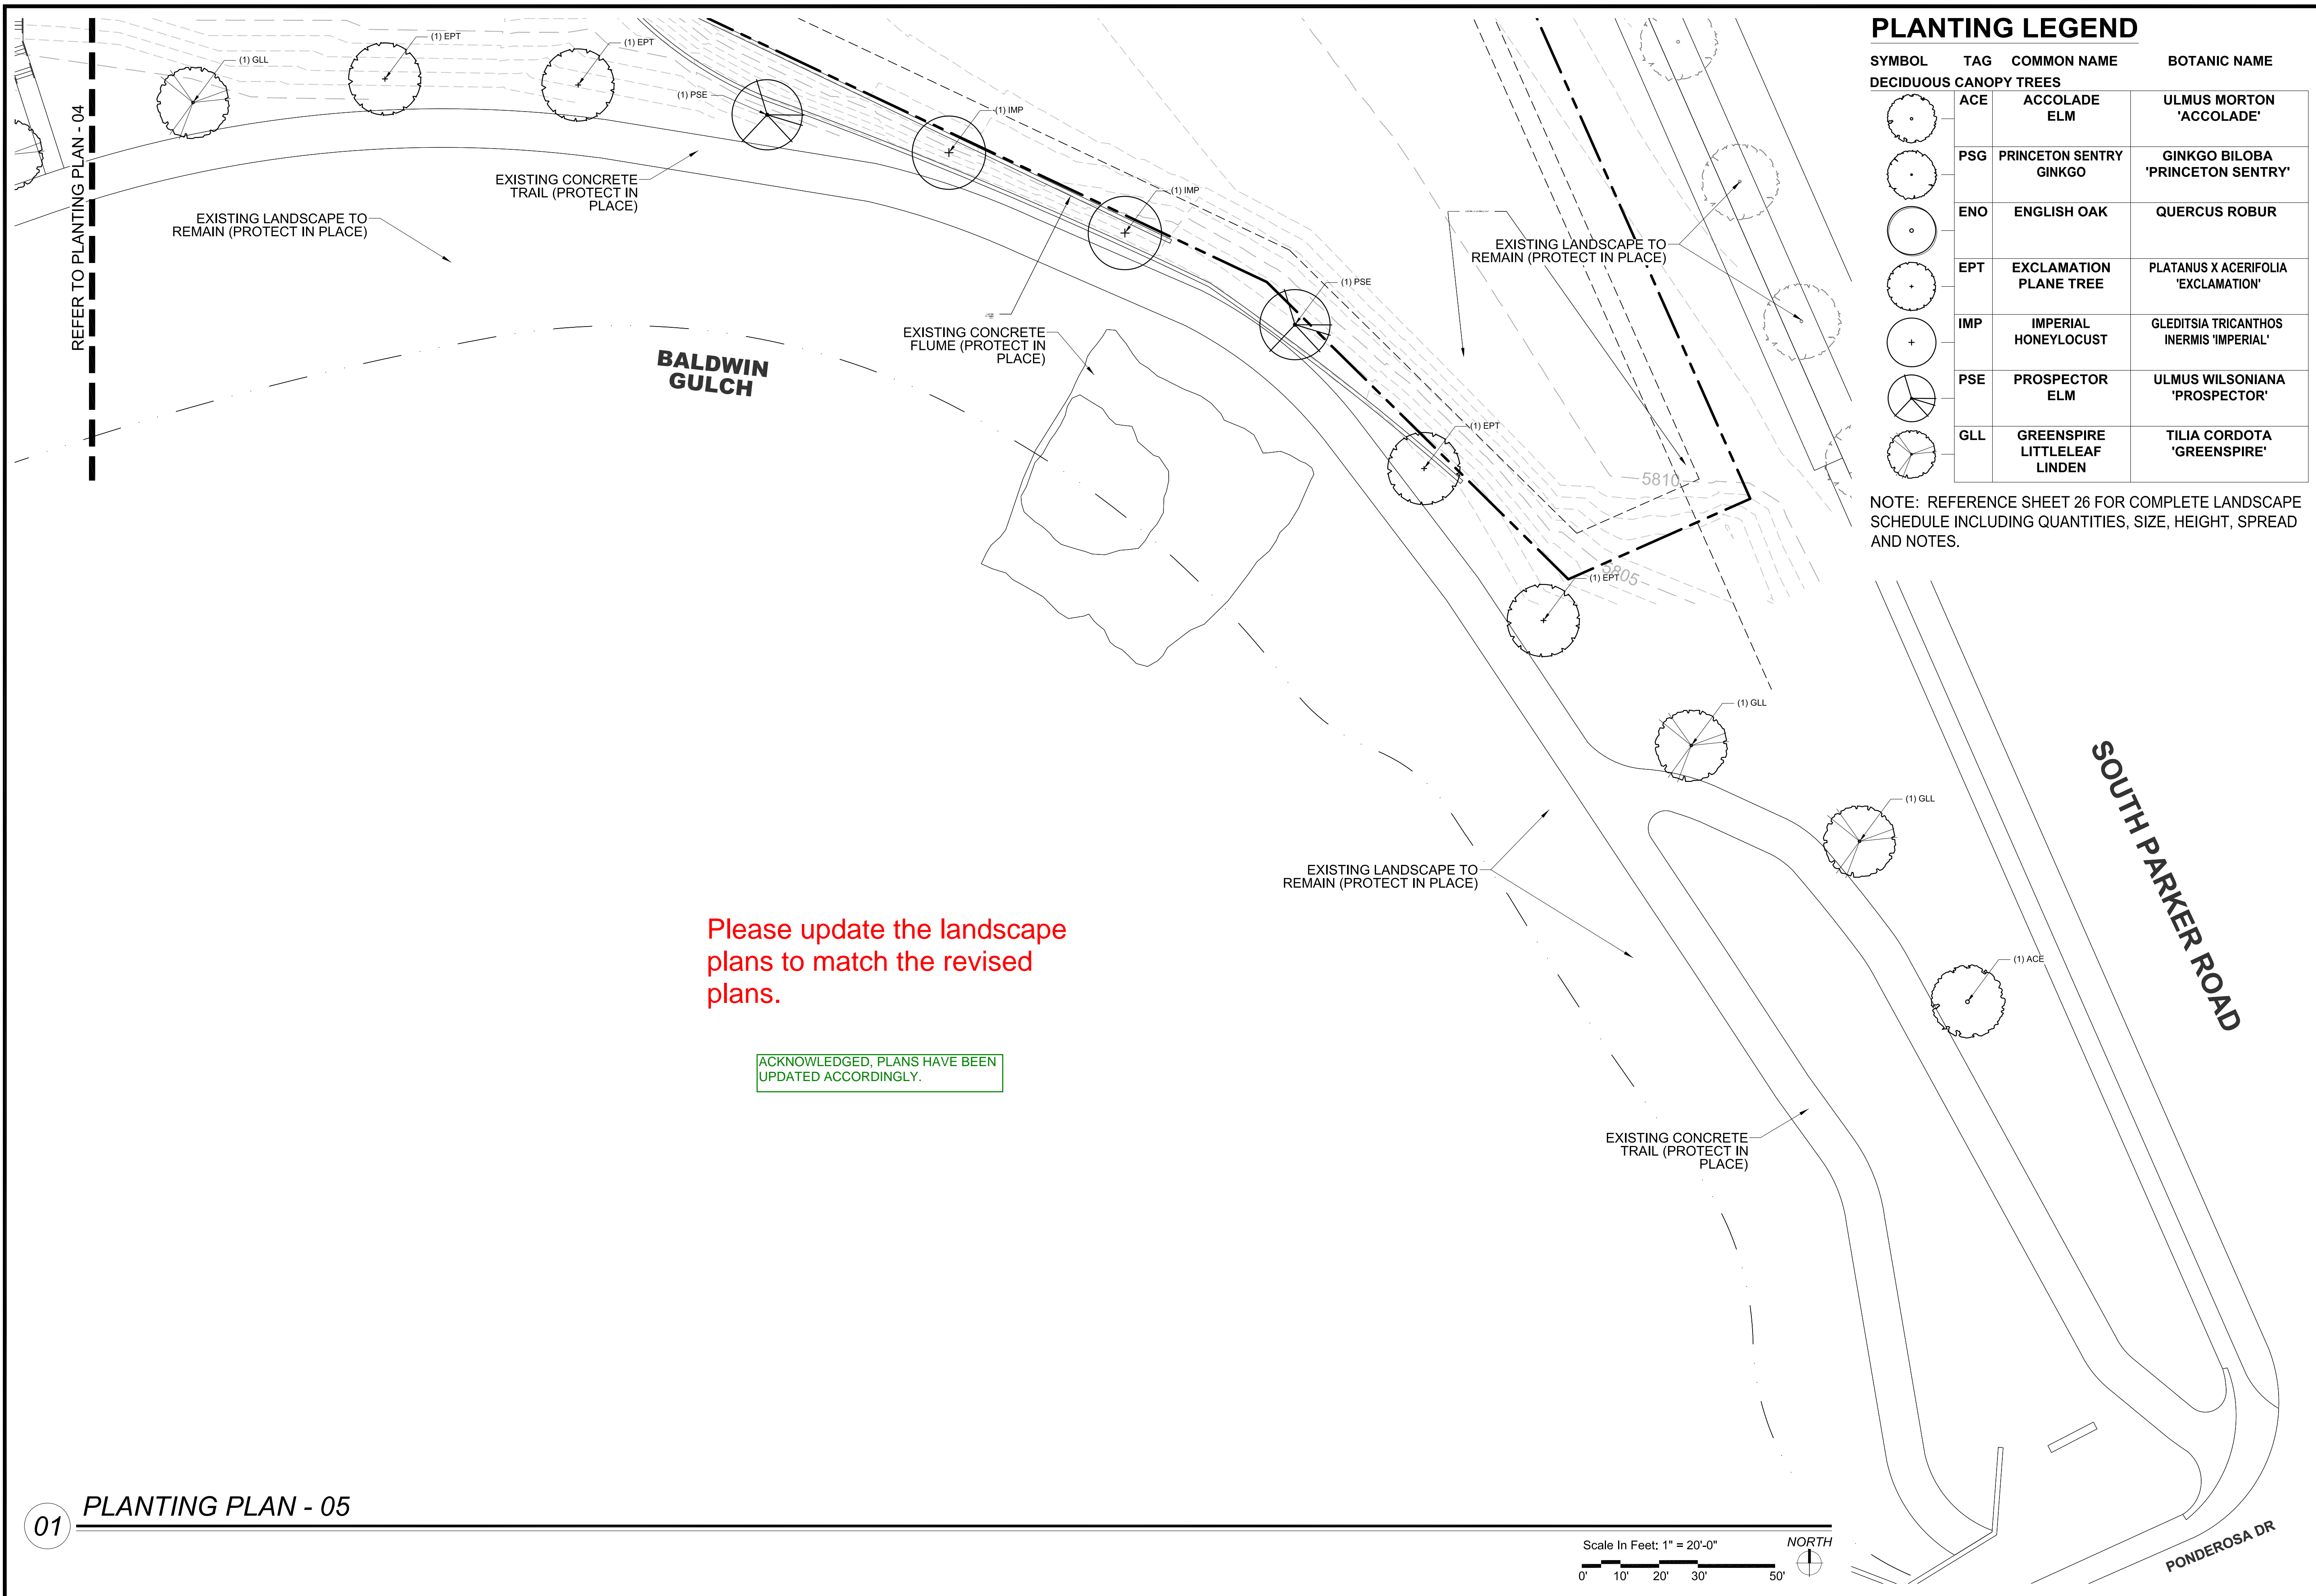 PLANTING LEGEND
SYMBOL TAG COMMON NAME BOTANIC NAME
DECIDUOUS CANOPY TREES
ACE ACCOLADE ULMUS MORTON
ELM 'ACCOLADE'
PSG PRINCETON SENTRY GINKGO BILOBA
GINKGO 'PRINCETON SENTRY'
ENO ENGLISH OAK QUERCUS ROBUR
EPT EXCLAMATION PLATANUS X ACERIFOLIA
PLANE TREE 'EXCLAMATION'
IMP IMPERIAL GLEDITSIA TRICANTHOS
HONEYLOCUST INERMIS 'IMPERIAL'
PSE PROSPECTOR ULMUS WILSONIANA
ELM 'PROSPECTOR'
GLL GREENSPIRE TILIA CORDOTA
LITTLELEAF 'GREENSPIRE'
LINDEN
NOTE: REFERENCE SHEET 26 FOR COMPLETE LANDSCAPE
SCHEDULE INCLUDING QUANTITIES, SIZE, HEIGHT, SPREAD
AND NOTES.
REFER TO PLANTING PLAN - 04
(1) GLL
(1) EPT
(1) EPT
(1) PSE
(1) IMP
(1) IMP
(1) PSE
(1) EPT
(1) EPT
(1) GLL
(1) GLL
(1) ACE
EXISTING LANDSCAPE TO
REMAIN (PROTECT IN PLACE)
EXISTING CONCRETE
TRAIL (PROTECT IN
PLACE)
EXISTING CONCRETE
FLUME (PROTECT IN
PLACE)
EXISTING LANDSCAPE TO
REMAIN (PROTECT IN PLACE)
BALDWIN
GULCH
5810
5805
EXISTING LANDSCAPE TO
REMAIN (PROTECT IN PLACE)
SOUTH PARKER ROAD
Please update the landscape
plans to match the revised
plans.
ACKNOWLEDGED, PLANS HAVE BEEN
UPDATED ACCORDINGLY.
EXISTING CONCRETE
TRAIL (PROTECT IN
PLACE)
PONDEROSA DR
01
PLANTING PLAN - 05
Scale In Feet: 1" = 20'-0"
0' 10' 20' 30' 50'
NORTH